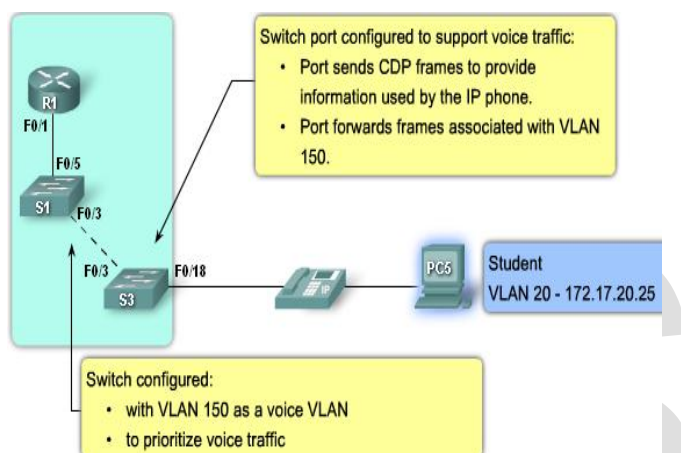 Switch port configured to support voice traffic:
• Port sends CDP frames to provide
information used by the IP phone.
• Port forwards frames associated with VLAN
150.
R1
F0/1
F0/5
S1
F0/3
F0/3
F0/18
S3
IP
PC5
Student
VLAN 20 - 172.17.20.25
Switch configured:
• with VLAN 150 as a voice VLAN
• to prioritize voice traffic